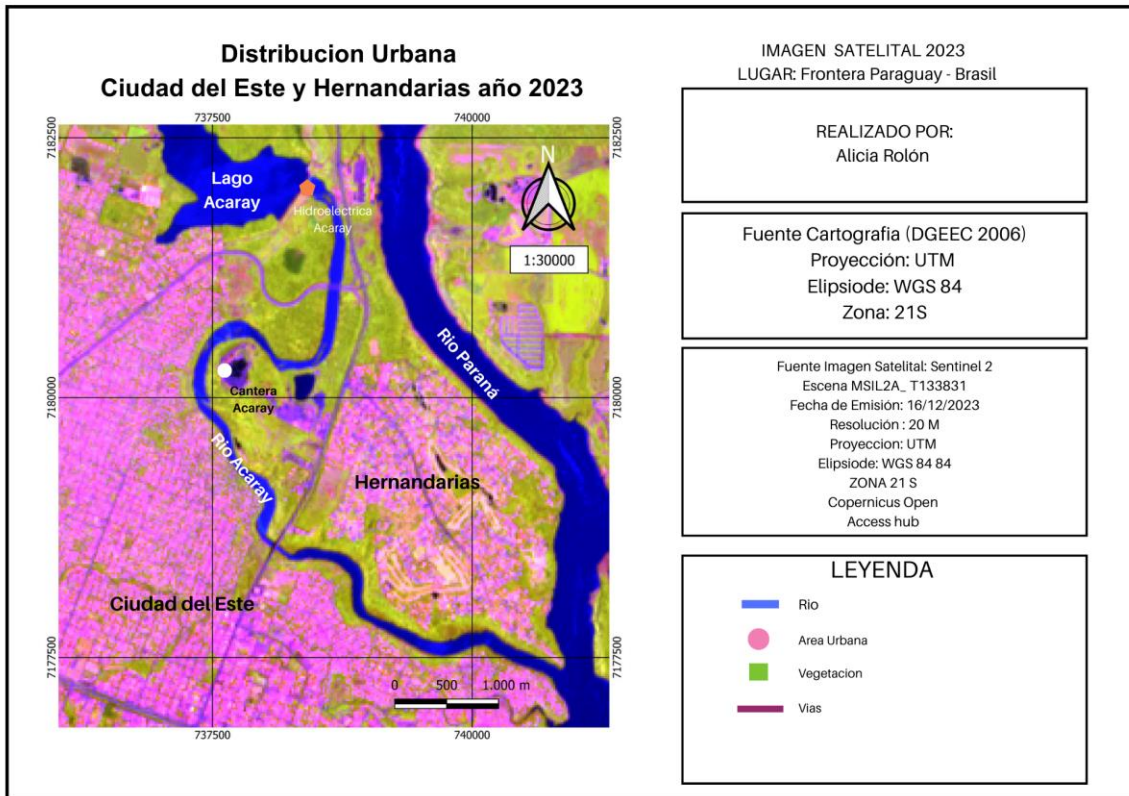 Distribucion Urbana
Ciudad del Este y Hernandarias año 2023
737500
740000
7182500
7182500
Lago
Acaray
Hidroelectrica
Acaray
N
1:30000
Rio Paraná
7180000
7180000
Cantera
Acaray
Rio Acaray
Hernandarias
Ciudad del Este
7177500
7177500
0 500 1.000 m
737500
740000
IMAGEN SATELITAL 2023
LUGAR: Frontera Paraguay - Brasil
REALIZADO POR:
Alicia Rolón
Fuente Cartografia (DGEEC 2006)
Proyección: UTM
Elipsiode: WGS 84
Zona: 21S
Fuente Imagen Satelital: Sentinel 2
Escena MSIL2A_ T133831
Fecha de Emisión: 16/12/2023
Resolución : 20 M
Proyeccion: UTM
Elipsiode: WGS 84 84
ZONA 21 S
Copernicus Open
Access hub
LEYENDA
Rio
Area Urbana
Vegetacion
Vias